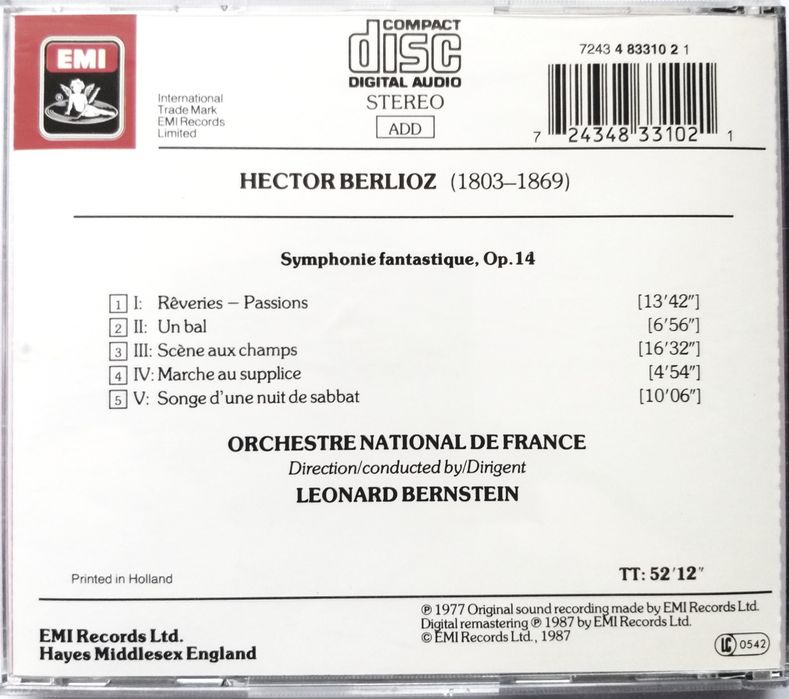 EMI
International
Trade Mark
EMI Records
Limited
COMPACT
disc
DIGITAL AUDIO
STEREO
ADD
7243 4 83310 2 1
7 24348 33102 1
HECTOR BERLIOZ (1803–1869)
Symphonie fantastique, Op.14
1 I: Rêveries – Passions [13′42″]
2 II: Un bal [6′56″]
3 III: Scène aux champs [16′32″]
4 IV: Marche au supplice [4′54″]
5 V: Songe d'une nuit de sabbat [10′06″]
ORCHESTRE NATIONAL DE FRANCE
Direction/conducted by/Dirigent
LEONARD BERNSTEIN
Printed in Holland
TT: 52′12″
℗ 1977 Original sound recording made by EMI Records Ltd.
Digital remastering ℗ 1987 by EMI Records Ltd.
© EMI Records Ltd., 1987
EMI Records Ltd.
Hayes Middlesex England
LC 0542